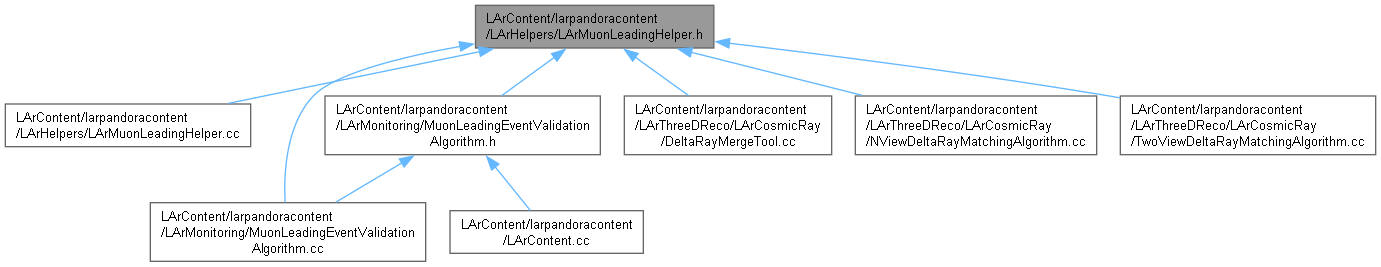 LArContent/larpandoracontent
/LArHelpers/LArMuonLeadingHelper.h
LArContent/larpandoracontent
/LArHelpers/LArMuonLeadingHelper.cc
LArContent/larpandoracontent
/LArMonitoring/MuonLeadingEventValidation
Algorithm.h
LArContent/larpandoracontent
/LArThreeDReco/LArCosmicRay
/DeltaRayMergeTool.cc
LArContent/larpandoracontent
/LArThreeDReco/LArCosmicRay
/NViewDeltaRayMatchingAlgorithm.cc
LArContent/larpandoracontent
/LArThreeDReco/LArCosmicRay
/TwoViewDeltaRayMatchingAlgorithm.cc
LArContent/larpandoracontent
/LArMonitoring/MuonLeadingEventValidation
Algorithm.cc
LArContent/larpandoracontent
/LArContent.cc